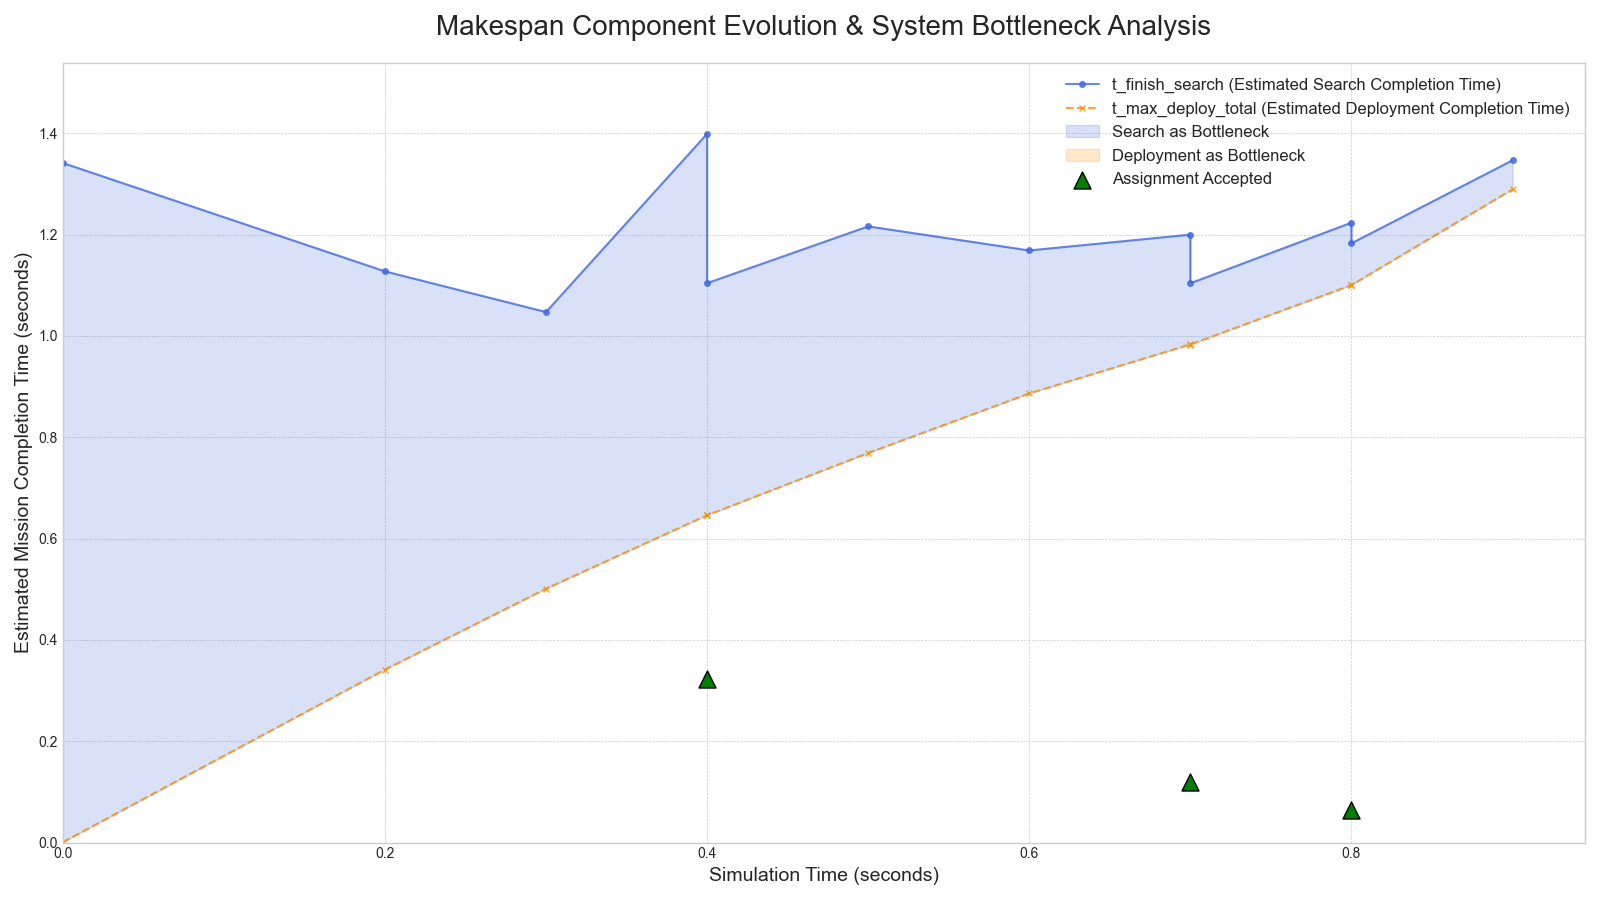 Makespan Component Evolution & System Bottleneck Analysis
t_finish_search (Estimated Search Completion Time)
t_max_deploy_total (Estimated Deployment Completion Time)
Search as Bottleneck
Deployment as Bottleneck
Assignment Accepted
Estimated Mission Completion Time (seconds)
1.4
1.2
1.0
0.8
0.6
0.4
0.2
0.0
0.0 0.2 0.4 0.6 0.8
Simulation Time (seconds)